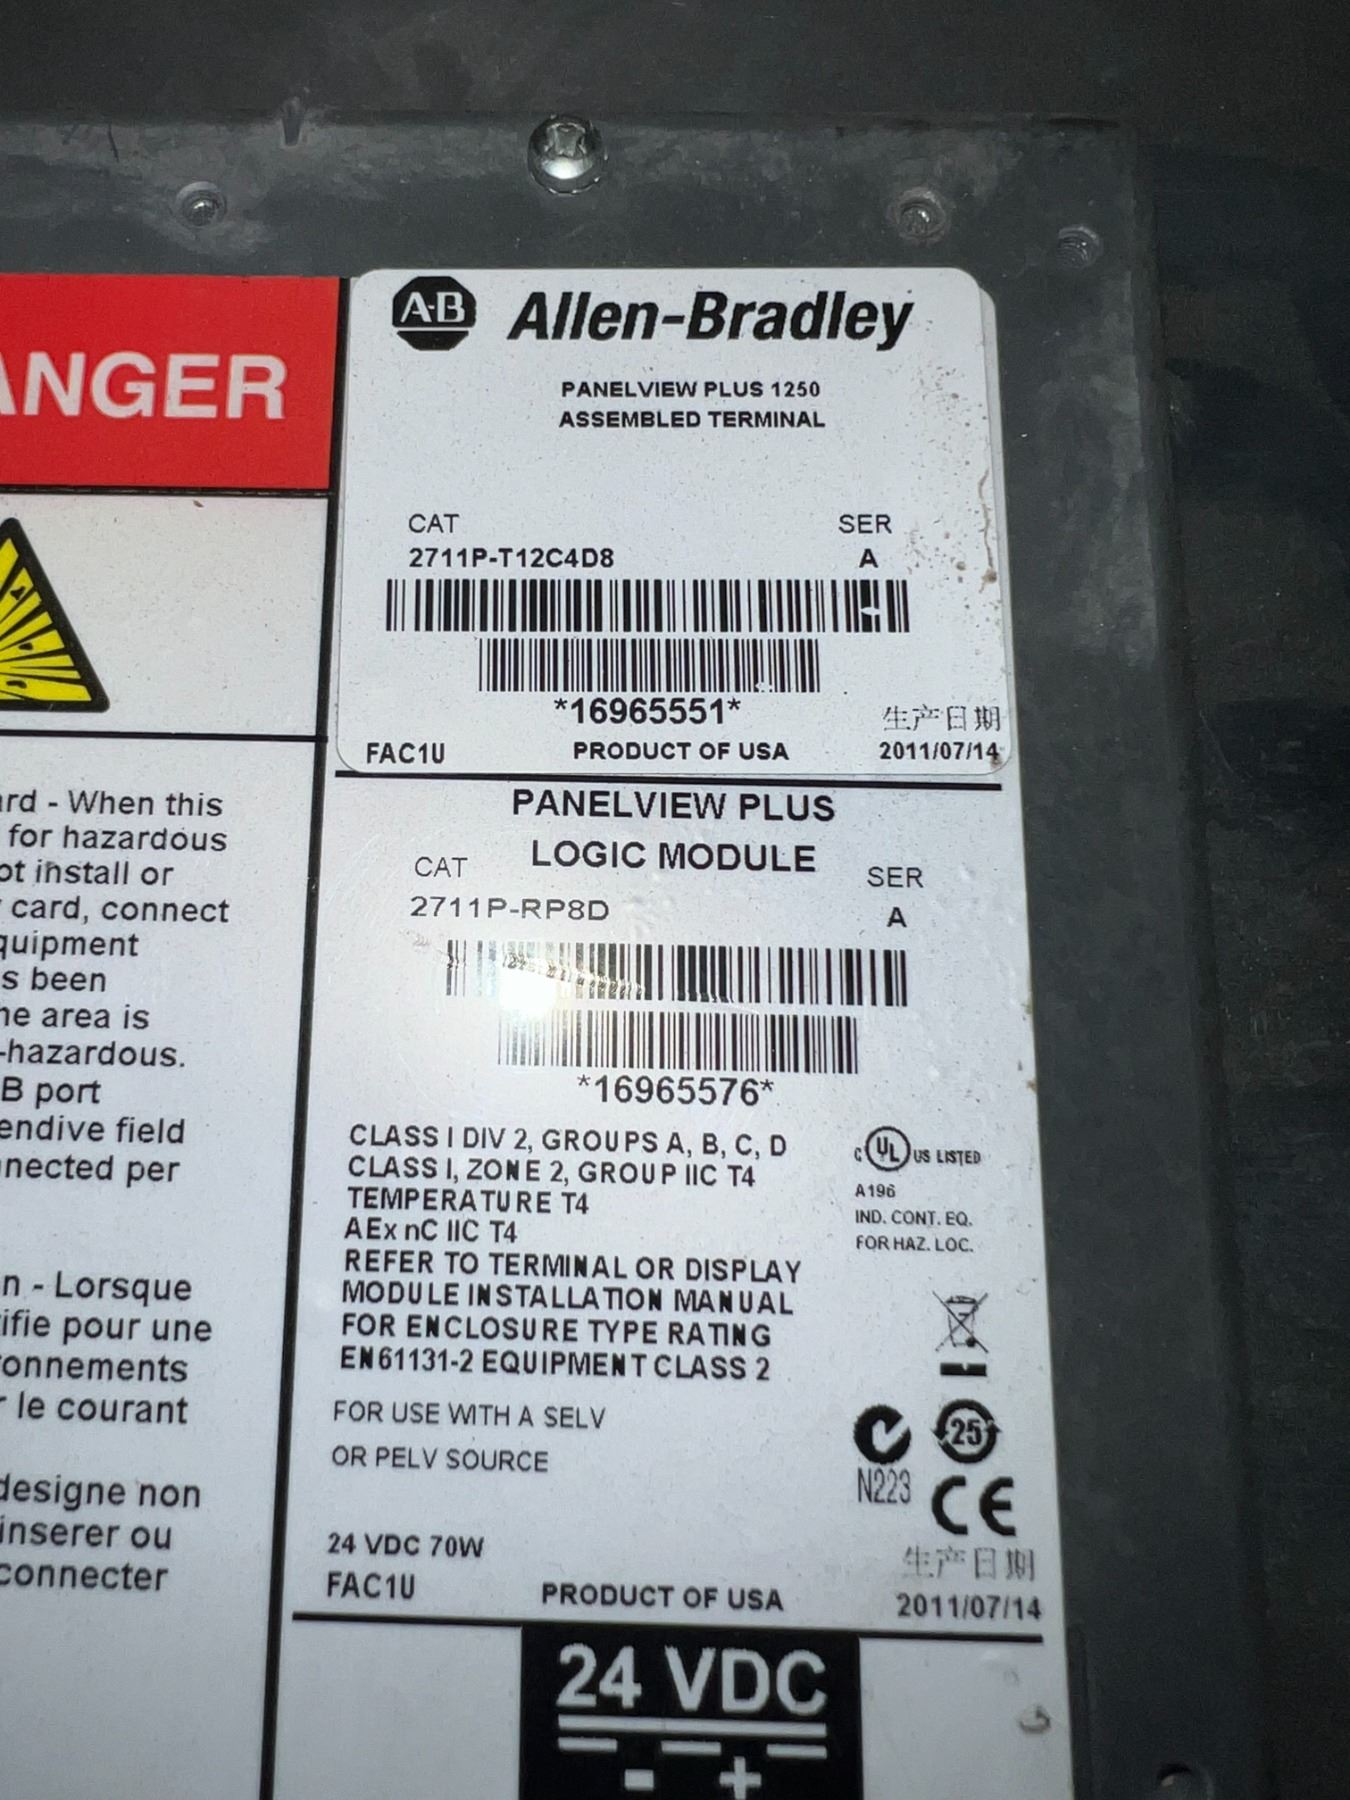 ANGER
A·B Allen-Bradley
PANELVIEW PLUS 1250
ASSEMBLED TERMINAL
CAT SER
2711P-T12C4D8 A
*16965551*
生产日期
FAC1U PRODUCT OF USA 2011/07/14
PANELVIEW PLUS
LOGIC MODULE
CAT SER
2711P-RP8D A
*16965576*
CLASS I DIV 2, GROUPS A, B, C, D
CLASS I, ZONE 2, GROUP IIC T4
TEMPERATURE T4
AEx nC IIC T4
REFER TO TERMINAL OR DISPLAY
MODULE INSTALLATION MANUAL
FOR ENCLOSURE TYPE RATING
EN61131-2 EQUIPMENT CLASS 2
C UL US LISTED
A196
IND. CONT. EQ.
FOR HAZ. LOC.
FOR USE WITH A SELV
OR PELV SOURCE
25
N223
CE
24 VDC 70W
生产日期
FAC1U PRODUCT OF USA 2011/07/14
24 VDC
- +
rd - When this
for hazardous
ot install or
card, connect
quipment
s been
he area is
-hazardous.
B port
endive field
nnected per
n - Lorsque
ifie pour une
onnements
r le courant
designe non
inserer ou
connecter